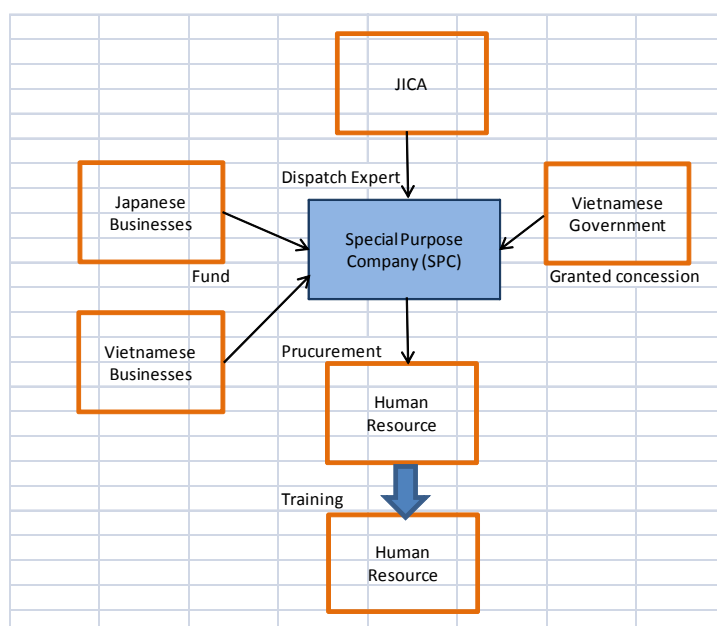 JICA
Dispatch Expert
Japanese
Businesses
Special Purpose
Company (SPC)
Vietnamese
Government
Fund
Granted concession
Vietnamese
Businesses
Prucurement
Human
Resource
Training
Human
Resource